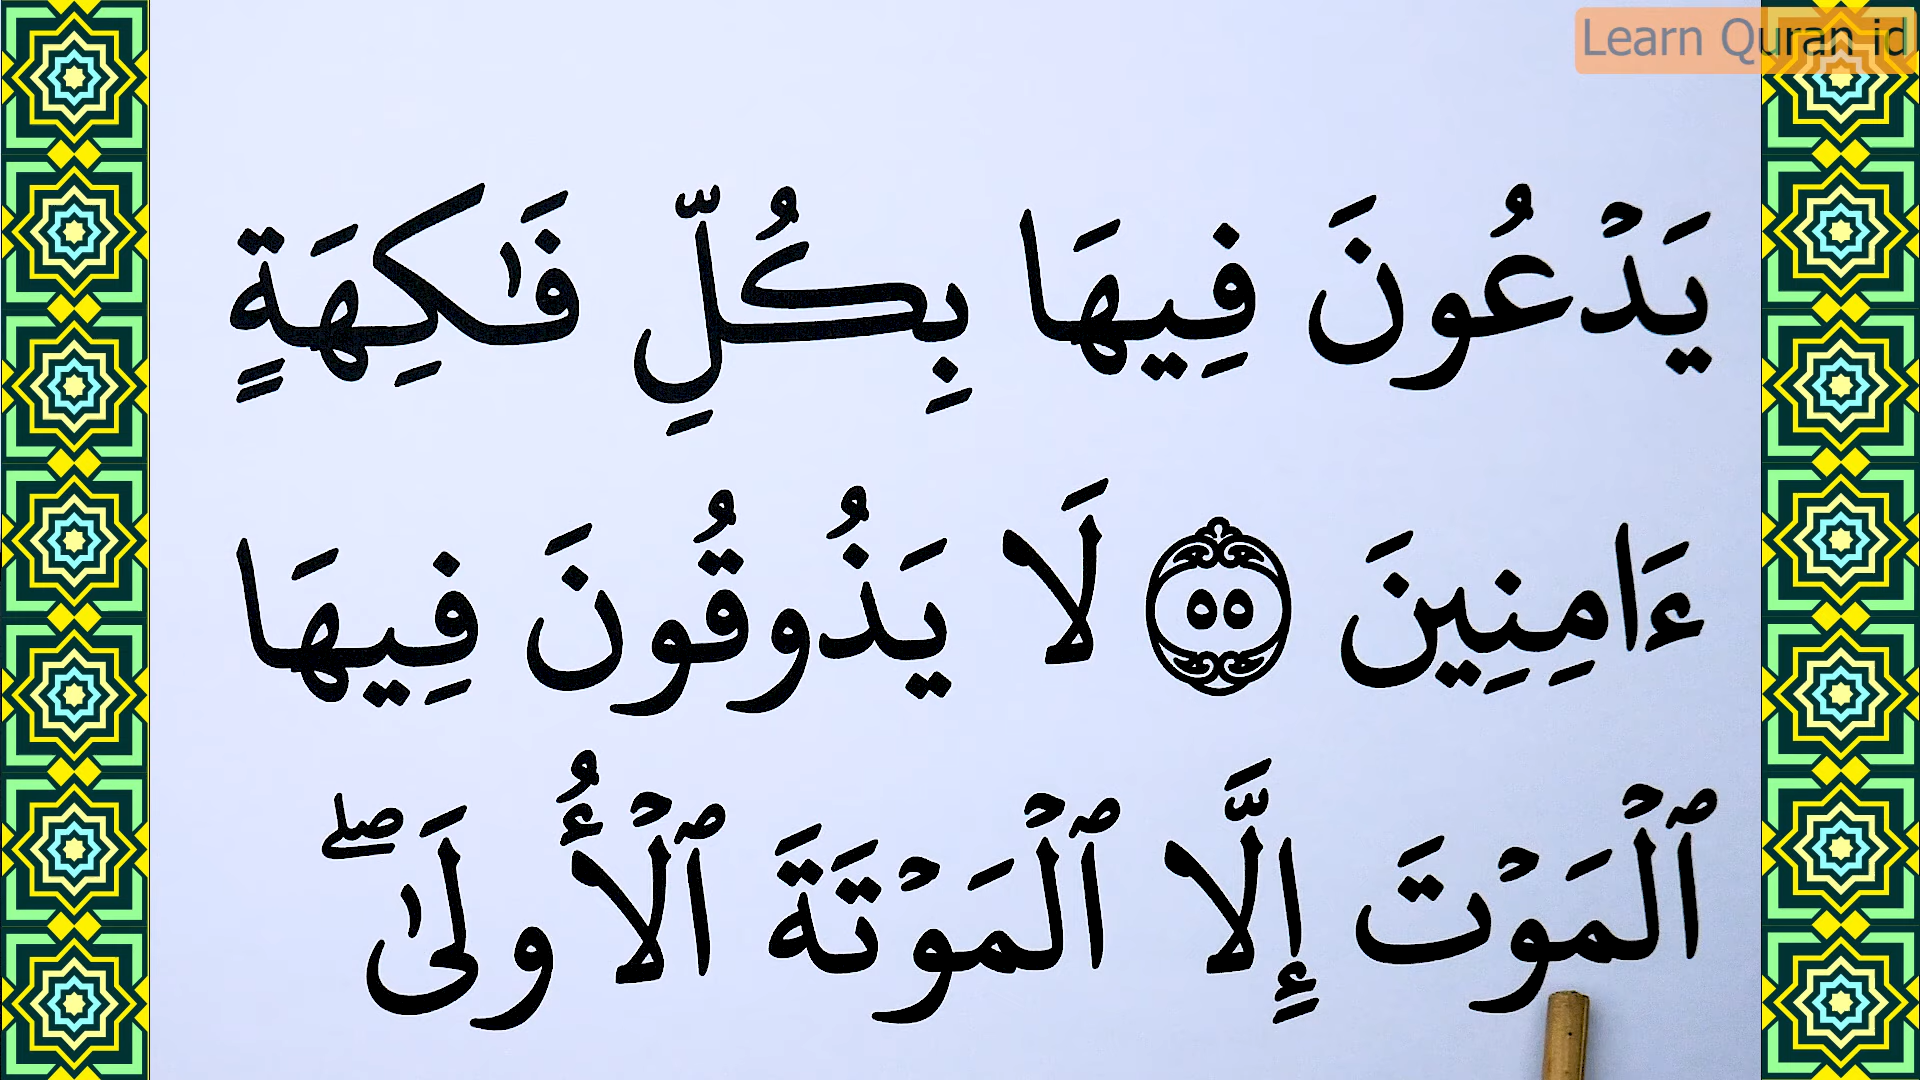 Learn Quran id
يَدْعُونَ فِيهَا بِكُلِّ فَٰكِهَةٍ
ءَامِنِينَ ٥٥ لَا يَذُوقُونَ فِيهَا
ٱلْمَوْتَ إِلَّا ٱلْمَوْتَةَ ٱلْأُولَىٰ ۖ